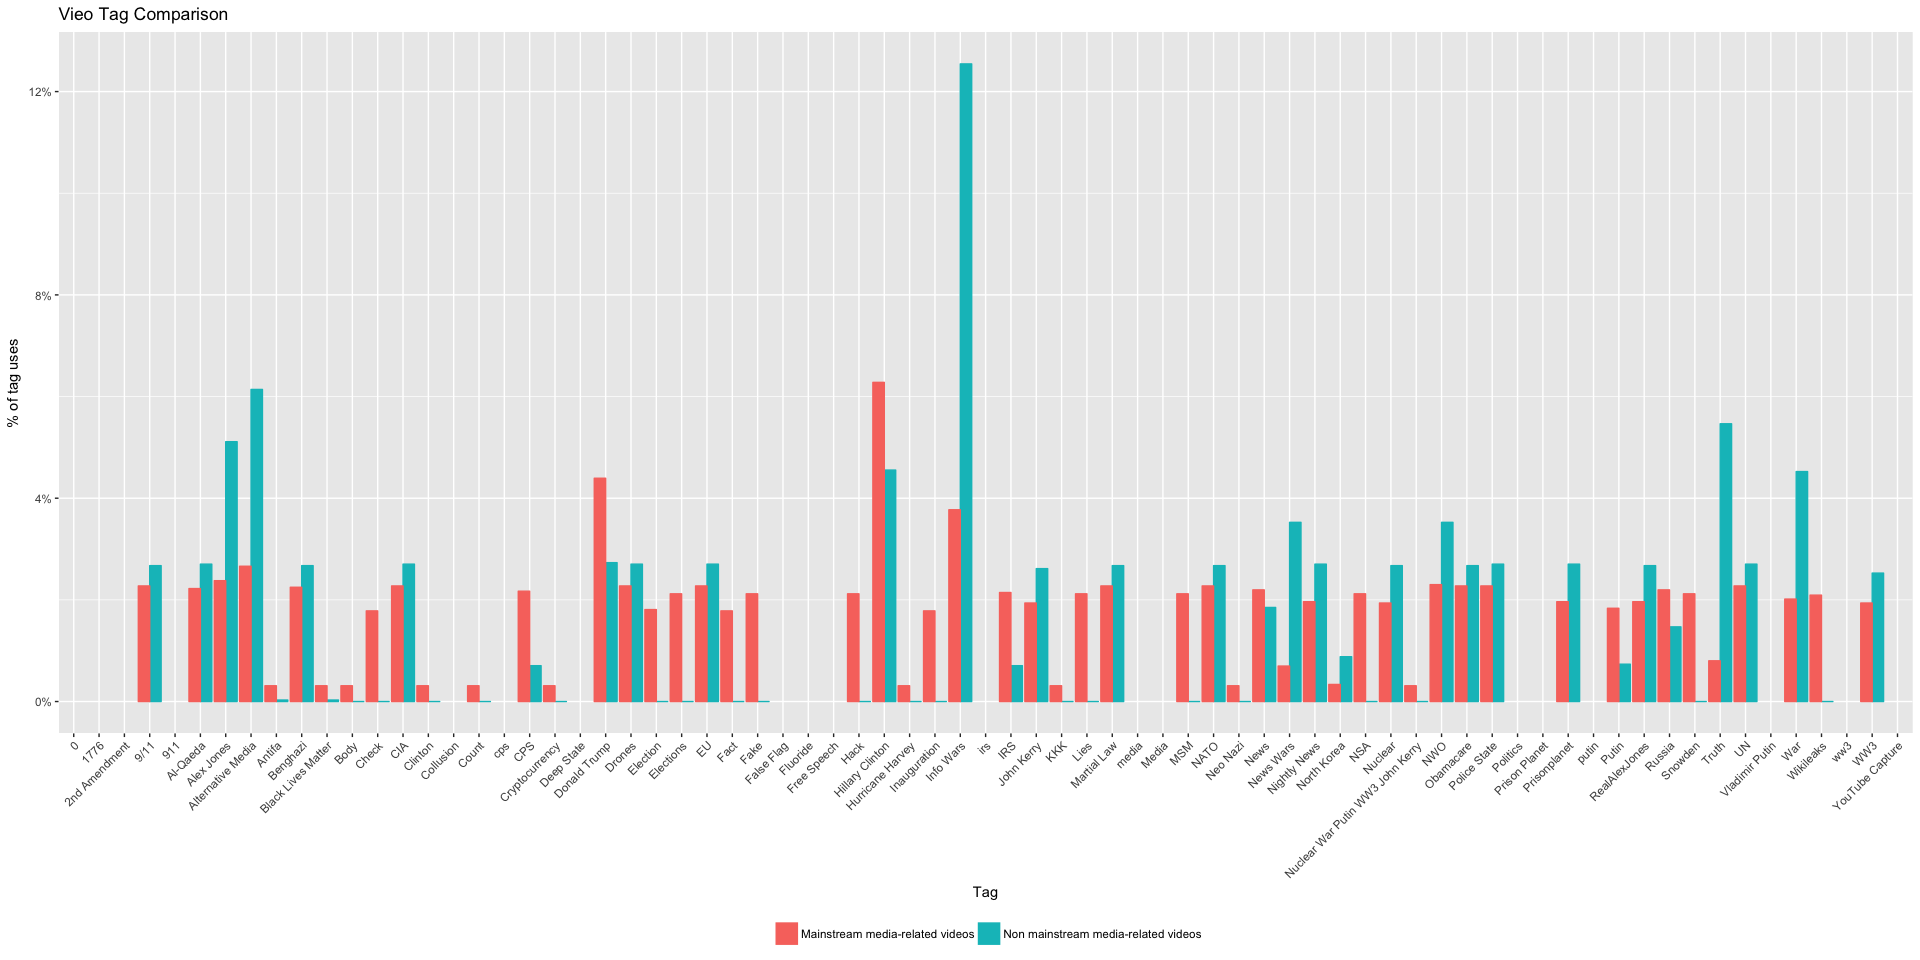 Vieo Tag Comparison
% of tag uses
12%
8%
4%
0%
0
1776
2nd Amendment
9/11
911
Al-Qaeda
Alex Jones
Alternative Media
Antifa
Benghazi
Black Lives Matter
Body
Check
CIA
Clinton
Collusion
Count
cps
CPS
Cryptocurrency
Deep State
Donald Trump
Drones
Election
Elections
EU
Fact
Fake
False Flag
Fluoride
Free Speech
Hack
Hillary Clinton
Hurricane Harvey
Inauguration
Info Wars
irs
IRS
John Kerry
KKK
Lies
Martial Law
media
Media
MSM
NATO
Neo Nazi
News
News Wars
Nightly News
North Korea
NSA
Nuclear
Nuclear War Putin WW3 John Kerry
NWO
Obamacare
Police State
Politics
Prison Planet
Prisonplanet
putin
Putin
RealAlexJones
Russia
Snowden
Truth
UN
Vladimir Putin
War
Wikileaks
ww3
WW3
YouTube Capture
Tag
Mainstream media-related videos
Non mainstream media-related videos